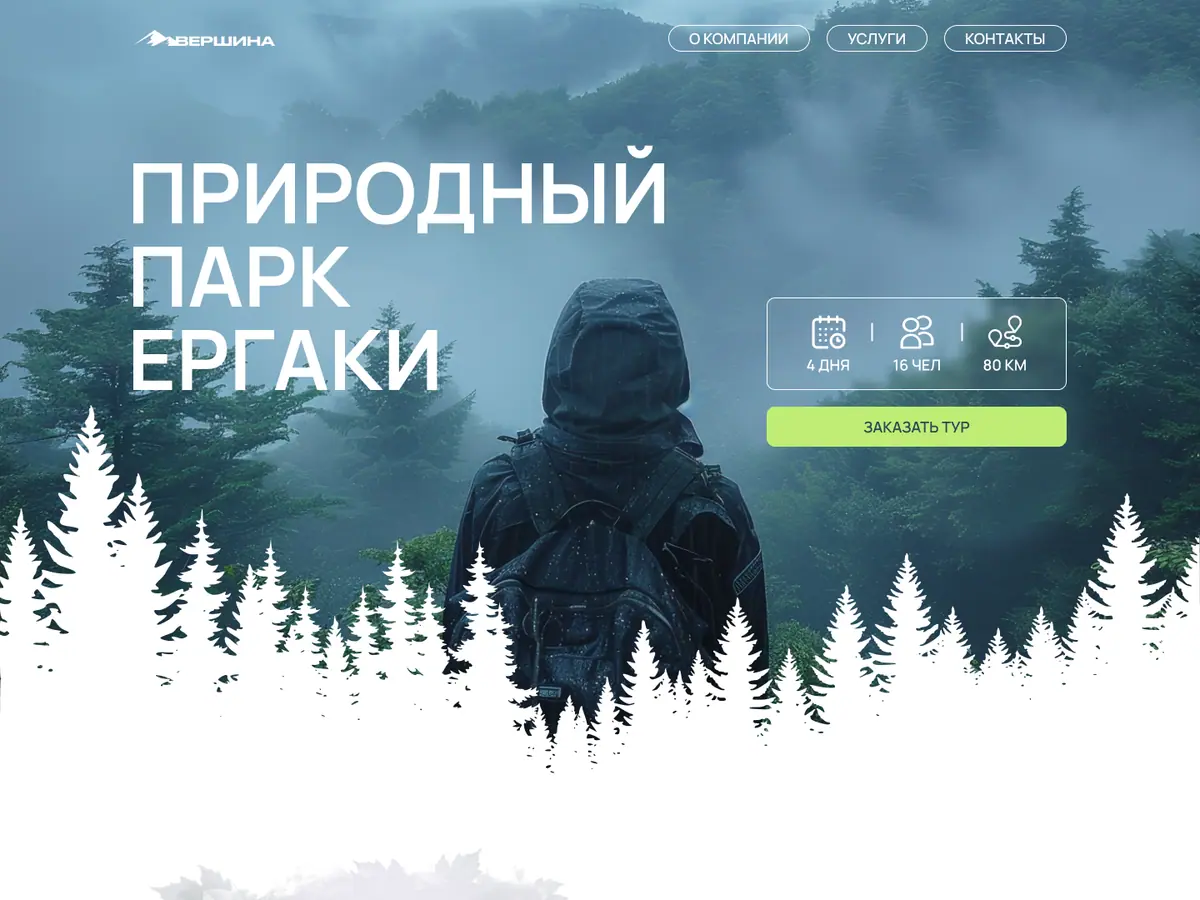 ВЕРШИНА
О КОМПАНИИ
УСЛУГИ
КОНТАКТЫ
ПРИРОДНЫЙ
ПАРК
ЕРГАКИ
4 ДНЯ
16 ЧЕЛ
80 КМ
ЗАКАЗАТЬ ТУР